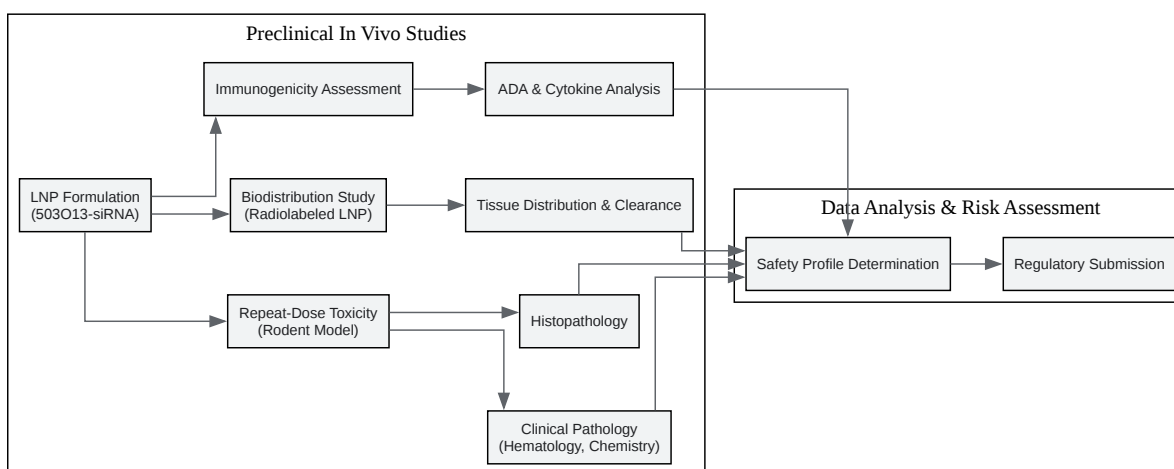 Preclinical In Vivo Studies
Immunogenicity Assessment
ADA & Cytokine Analysis
LNP Formulation
(503O13-siRNA)
Biodistribution Study
(Radiolabeled LNP)
Tissue Distribution & Clearance
Data Analysis & Risk Assessment
Safety Profile Determination
Regulatory Submission
Repeat-Dose Toxicity
(Rodent Model)
Histopathology
Clinical Pathology
(Hematology, Chemistry)